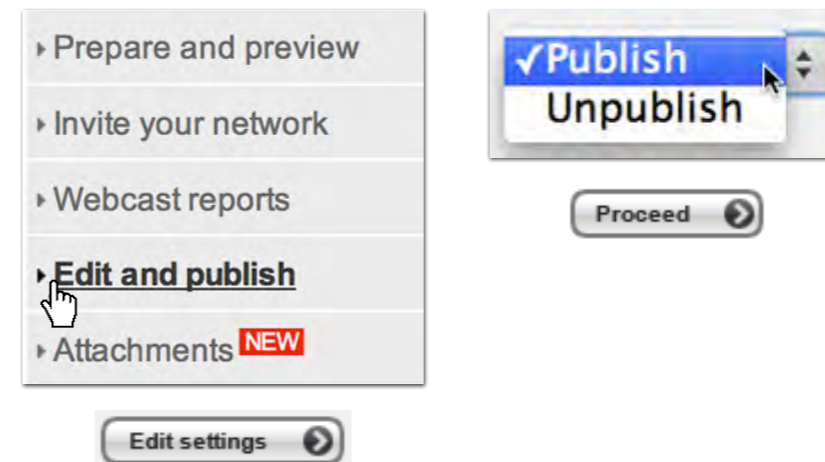 Prepare and preview
Invite your network
Webcast reports
Edit and publish
Attachments NEW
Edit settings
✓Publish
Unpublish
Proceed